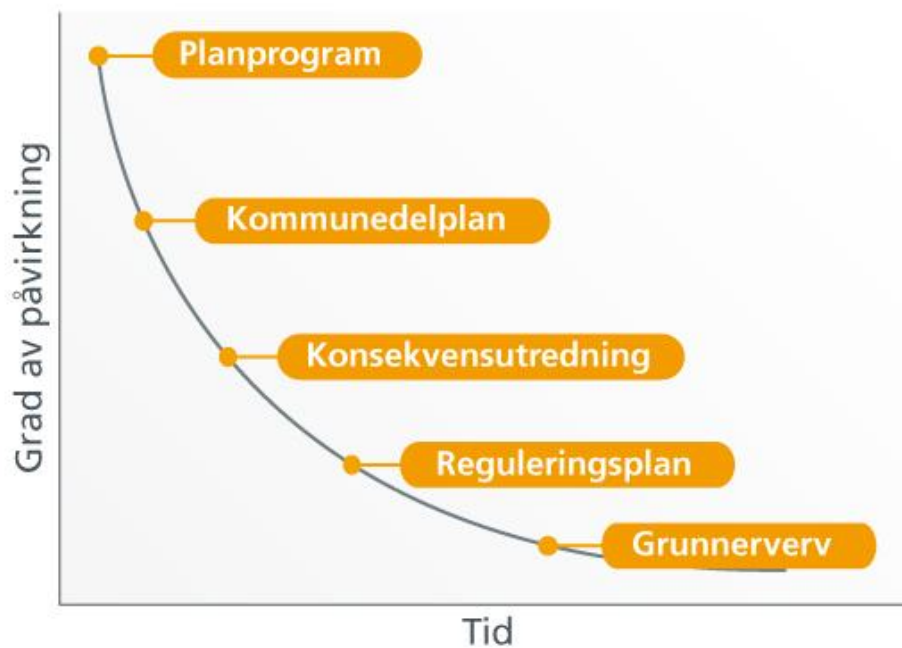 Planprogram
Kommunedelplan
Konsekvensutredning
Reguleringsplan
Grunnerverv
Grad av påvirkning
Tid